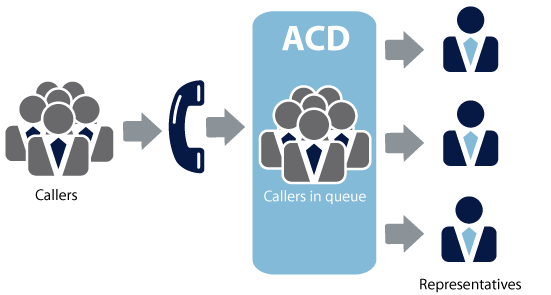 ACD
Callers
Callers in queue
Representatives